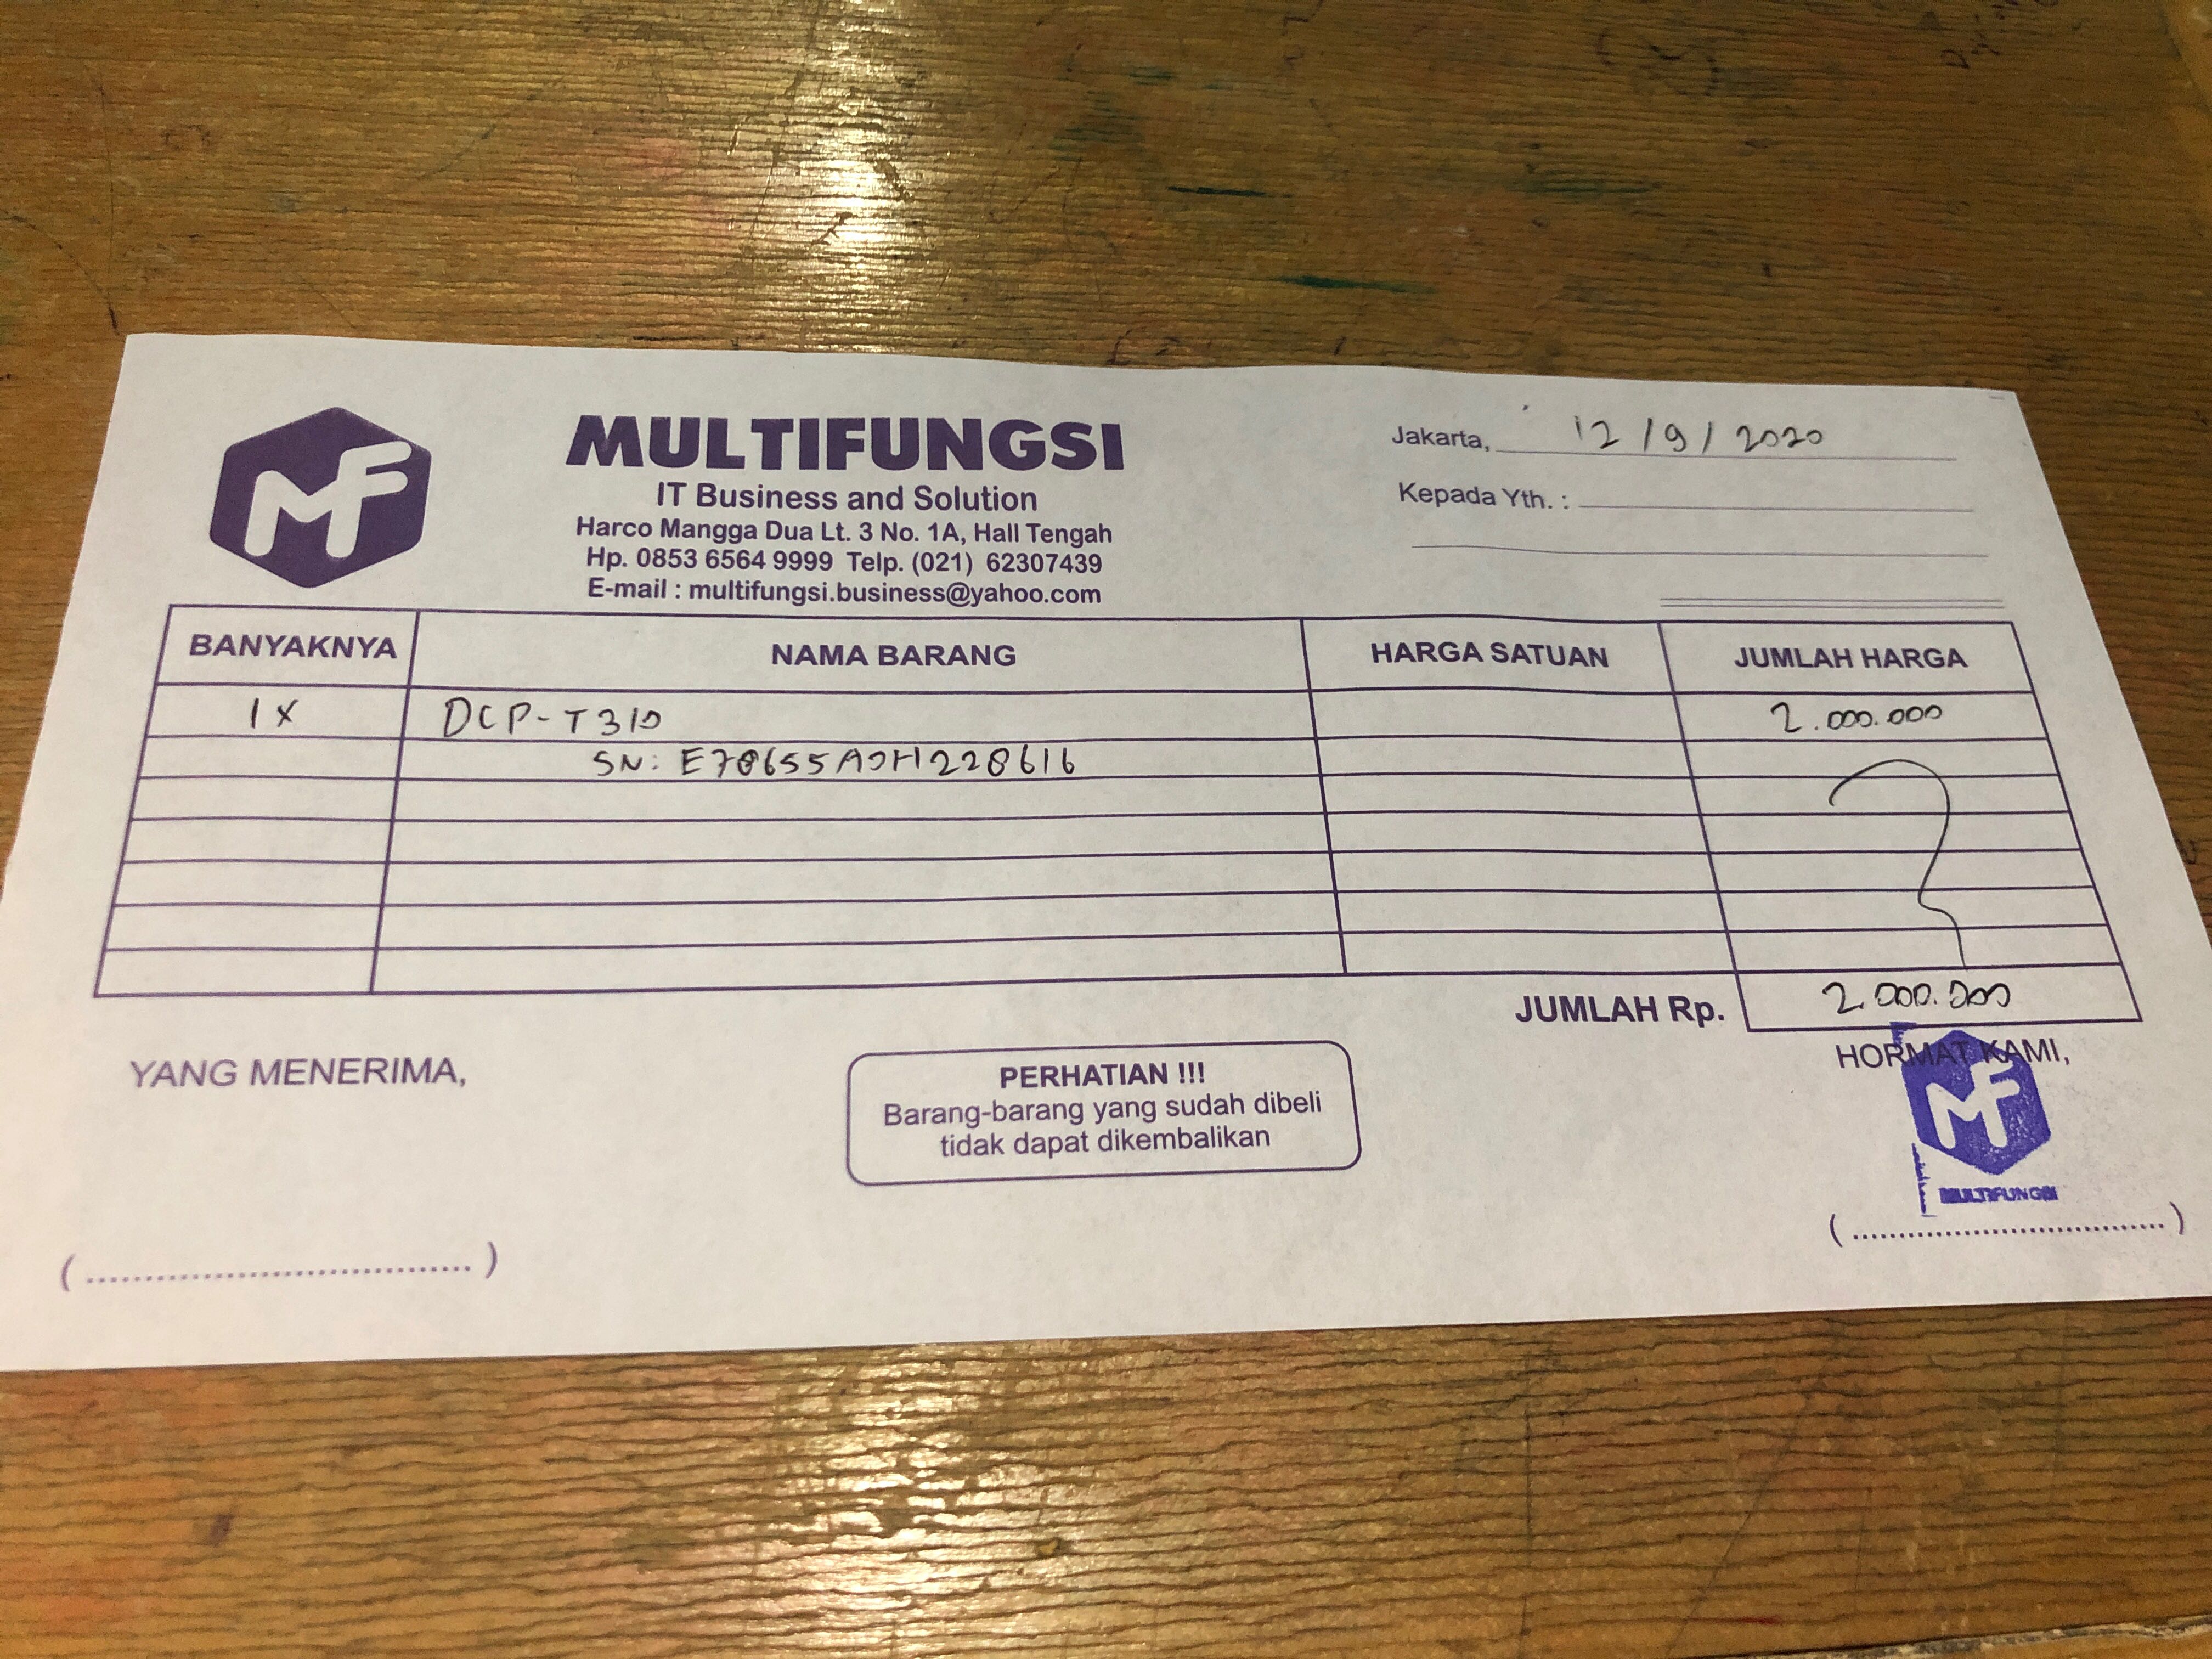 MF
MULTIFUNGSI
IT Business and Solution
Harco Mangga Dua Lt. 3 No. 1A, Hall Tengah
Hp. 0853 6564 9999 Telp. (021) 62307439
E-mail : multifungsi.business@yahoo.com
Jakarta, 12/9/2020
Kepada Yth. :
BANYAKNYA NAMA BARANG HARGA SATUAN JUMLAH HARGA
1X DCP-T310 2.000.000
SN:
JUMLAH Rp. 2.000.000
YANG MENERIMA,
PERHATIAN !!!
Barang-barang yang sudah dibeli
tidak dapat dikembalikan
HORMAT KAMI,
MF
MULTIFUNGSI
(....................................)
(....................................)